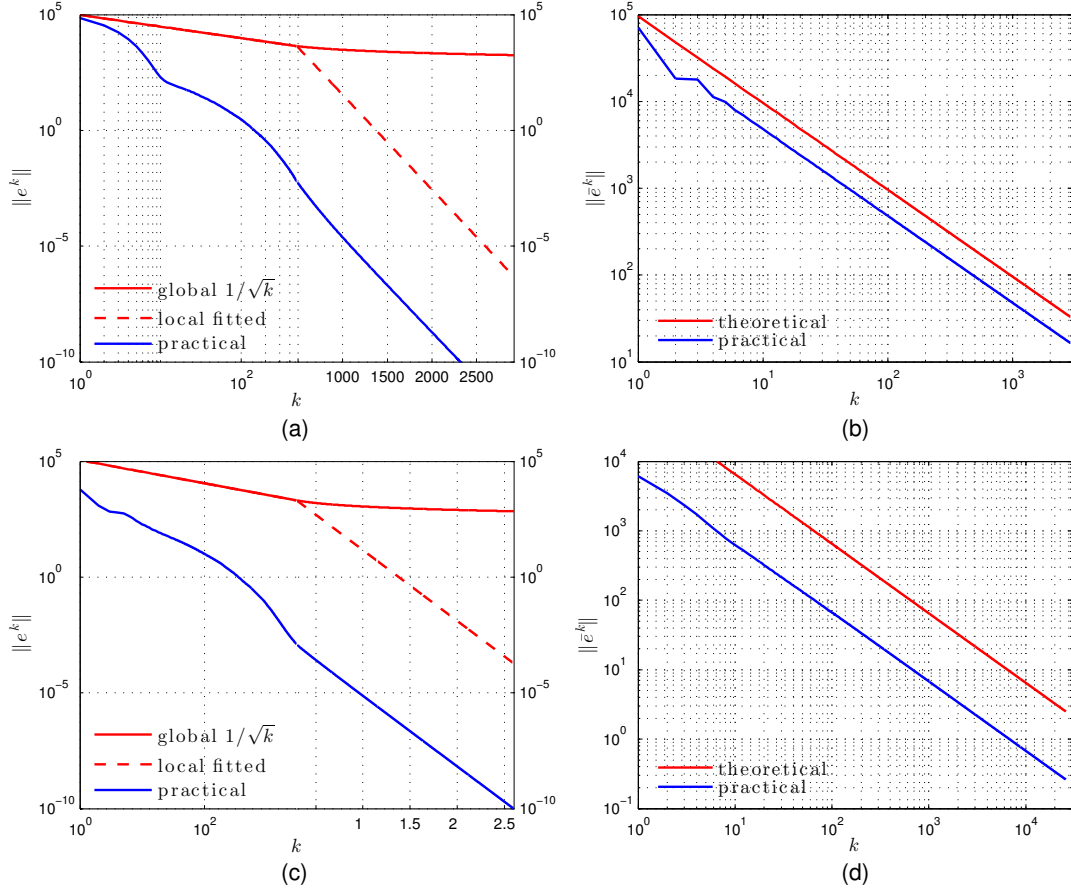 10^5
10^0
10^-5
10^-10
10^5
10^0
10^-5
10^-10
||e^k||
global 1/√k
local fitted
practical
10^0
10^2
1000
1500
2000
2500
k
(a)
10^5
10^4
10^3
10^2
10^1
||ē^k||
theoretical
practical
10^0
10^1
10^2
10^3
k
(b)
10^5
10^0
10^-5
10^-10
10^5
10^0
10^-5
10^-10
||e^k||
global 1/√k
local fitted
practical
10^0
10^2
1
1.5
2
2.5
k
(c)
10^4
10^3
10^2
10^1
10^0
10^-1
||ē^k||
theoretical
practical
10^0
10^1
10^2
10^3
10^4
k
(d)